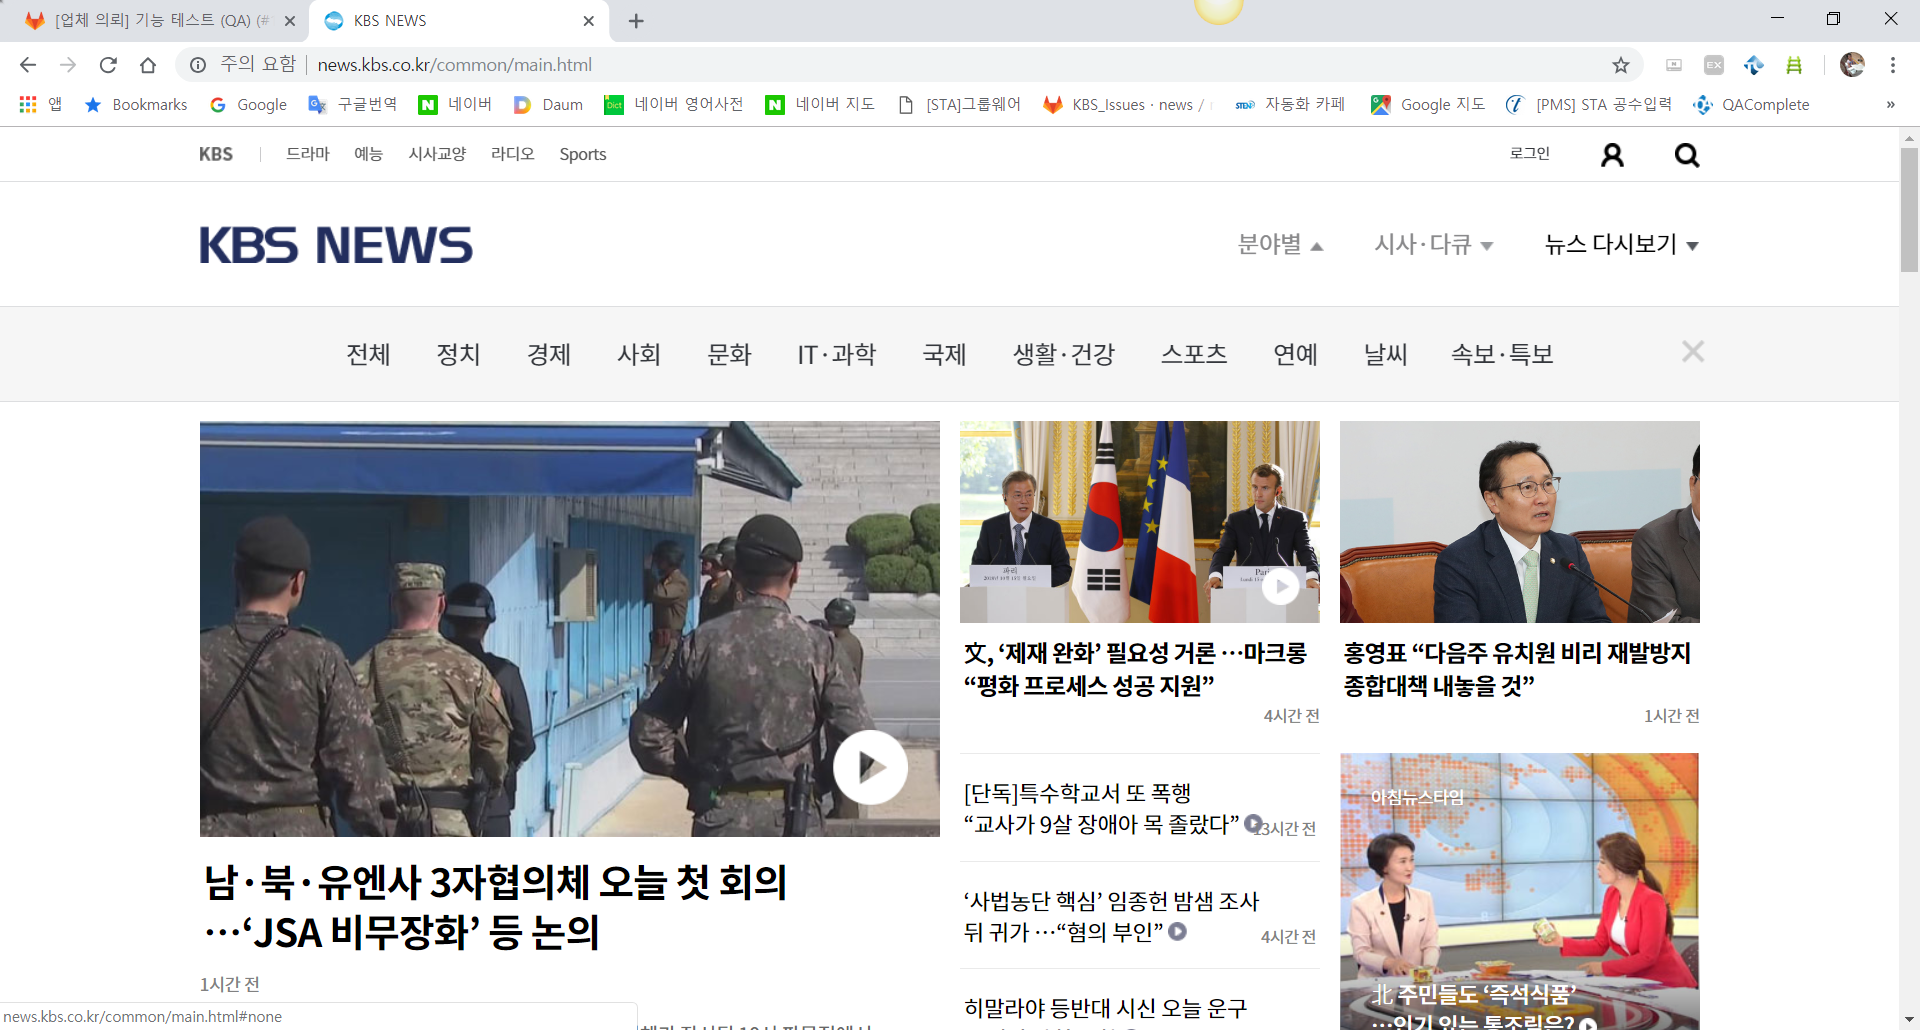 [업체 의뢰] 기능 테스트 (QA) (#
KBS NEWS
주의 요함
news.kbs.co.kr/common/main.html
앱
Bookmarks
Google
구글번역
네이버
Daum
네이버 영어사전
네이버 지도
[STA]그룹웨어
KBS_Issues · news /
자동화 카페
Google 지도
[PMS] STA 공수입력
QAComplete
»
KBS
드라마
예능
시사교양
라디오
Sports
로그인
KBS NEWS
분야별
시사·다큐
뉴스 다시보기
전체
정치
경제
사회
문화
IT·과학
국제
생활·건강
스포츠
연예
날씨
속보·특보
남·북·유엔사 3자협의체 오늘 첫 회의
…‘JSA 비무장화’ 등 논의
1시간 전
파리
文, ‘제재 완화’ 필요성 거론 …마크롱
“평화 프로세스 성공 지원”
4시간 전
홍영표 “다음주 유치원 비리 재발방지
종합대책 내놓을 것”
1시간 전
[단독]특수학교서 또 폭행
“교사가 9살 장애아 목 졸랐다”
13시간 전
‘사법농단 핵심’ 임종헌 밤샘 조사
뒤 귀가 …“혐의 부인”
4시간 전
히말라야 등반대 시신 오늘 운구
아침뉴스타임
北 주민들도 ‘즉석식품’
…인기 있는 통조림은?
news.kbs.co.kr/common/main.html#none